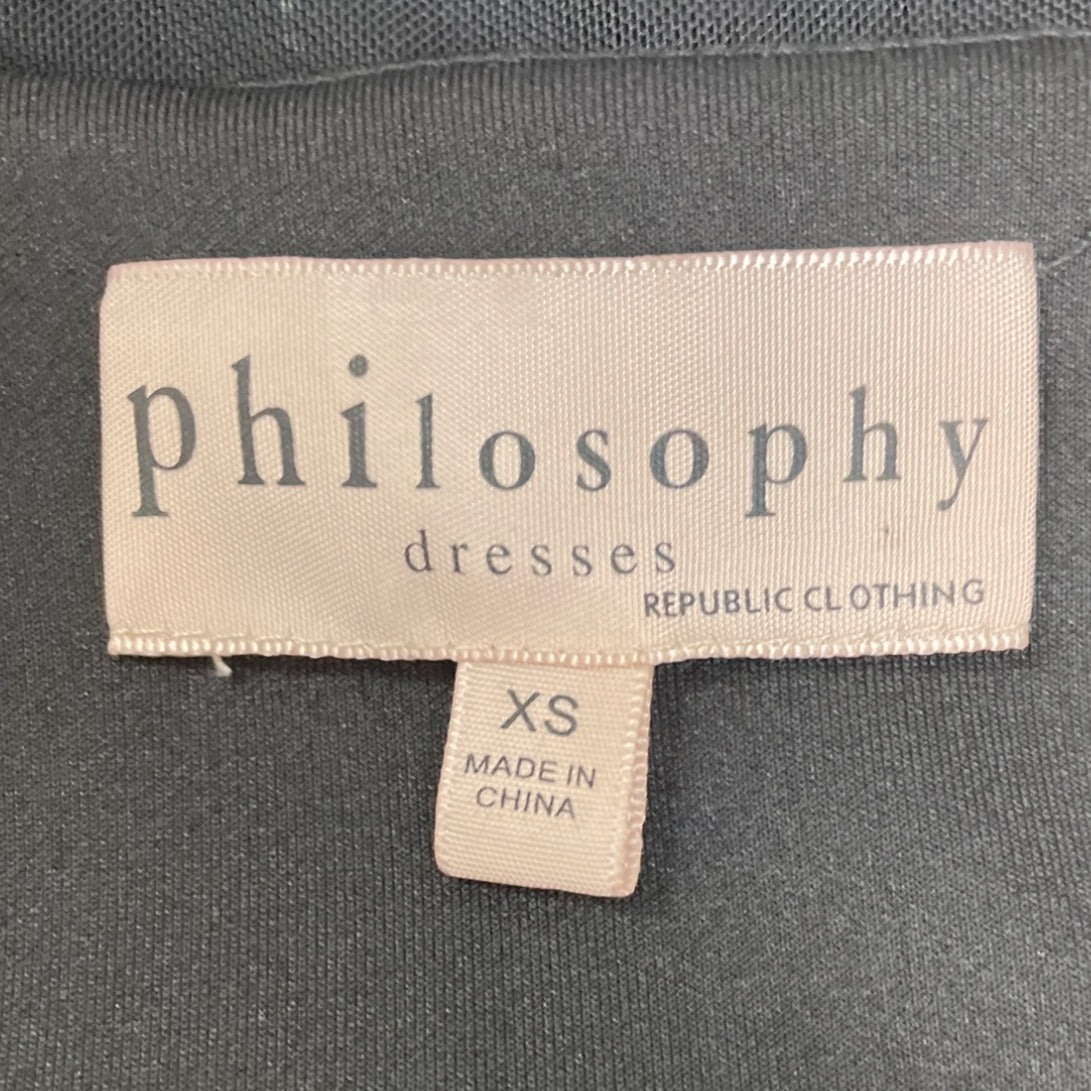 philosophy
dresses
REPUBLIC CLOTHING
XS
MADE IN
CHINA